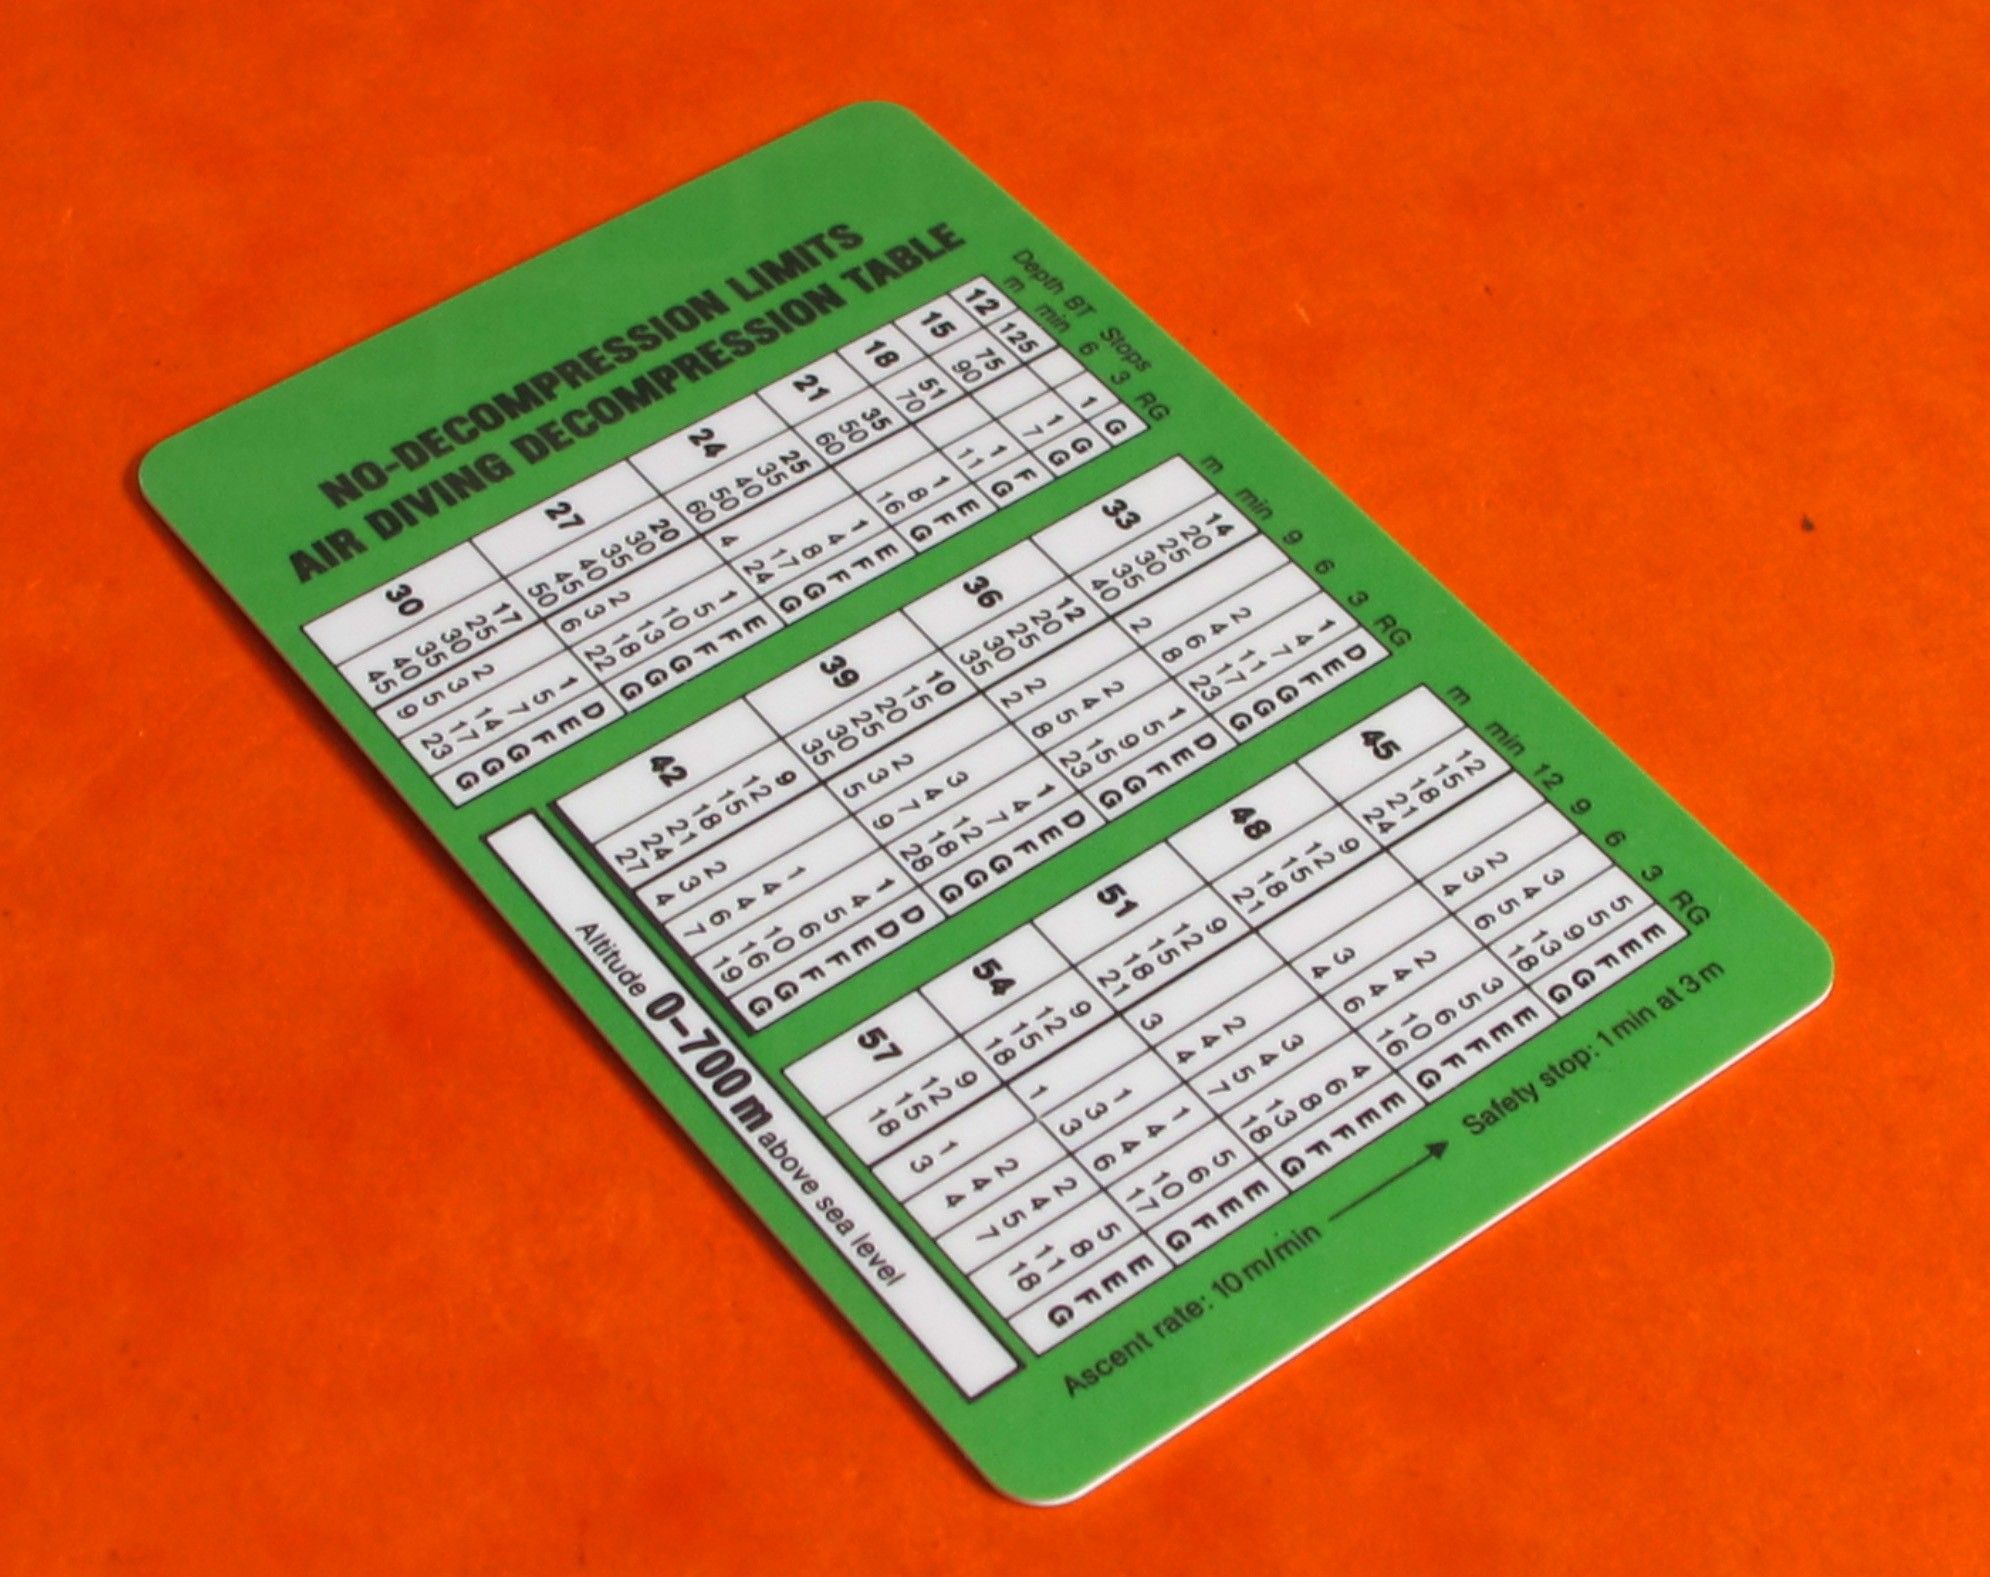 NO-DECOMPRESSION LIMITS
AIR DIVING DECOMPRESSION TABLE
Depth BT Stops
m min 6 3 RG
12 125 1 G
15 75 1 G
90 7 G
18 51 1 F
70 11 G
21 35 1 E
50 8 F
60 16 G
24 25 1 E
35 4 F
40 8 F
50 17 G
60 4 24 G
27 20 1 E
30 5 F
35 10 F
40 2 13 G
45 3 18 G
50 6 22 G
30 17 1 D
25 5 E
30 2 7 F
35 3 14 G
40 5 17 G
45 9 23 G
m min 9 6 3 RG
33 14 1 D
20 4 E
25 2 7 F
30 4 11 G
35 6 17 G
40 2 8 23 G
36 12 1 D
20 2 5 E
25 4 9 F
30 2 5 15 G
35 2 8 23 G
39 10 1 D
15 4 E
20 3 7 F
25 2 4 12 G
30 3 7 18 G
35 5 9 28 G
42 9 1 D
12 4 D
15 1 5 E
18 4 6 F
21 2 4 10 F
24 3 6 16 G
27 4 7 19 G
m min 12 9 6 3 RG
45 12 5 E
15 3 5 E
18 2 4 9 F
21 3 5 13 G
24 4 6 18 G
48 9 3 E
12 2 5 E
15 4 6 E
18 3 4 10 F
21 4 6 16 G
51 9 4 E
12 3 6 E
15 2 4 8 E
18 4 5 13 F
21 3 4 7 18 G
54 9 1 5 E
12 1 4 6 E
15 3 4 10 F
18 1 3 6 17 G
57 9 2 5 E
12 2 4 8 E
15 1 4 5 11 F
18 3 4 7 18 G
Altitude 0–700 m above sea level
Ascent rate: 10 m/min → Safety stop: 1 min at 3 m